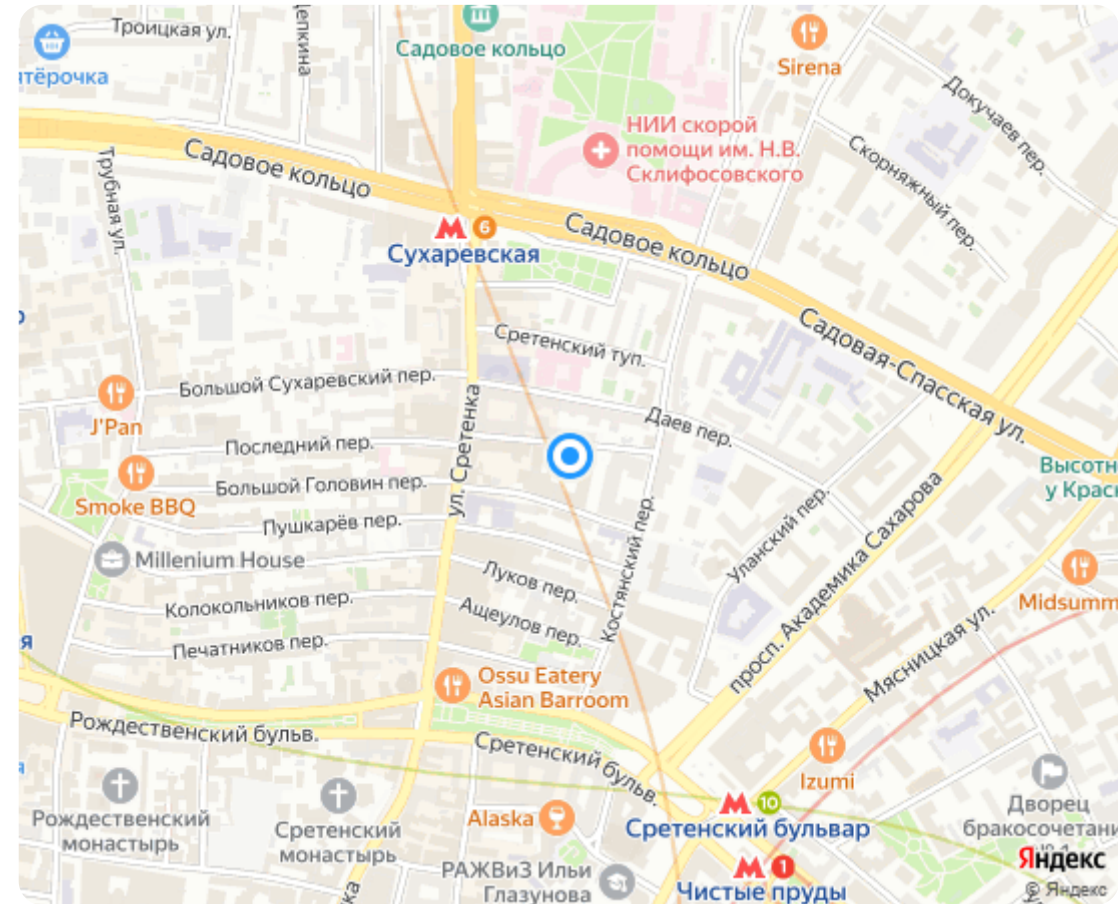 Троицкая ул.
Садовое кольцо
Sirena
Докучаев пер.
НИИ скорой
помощи им. Н.В.
Склифосовского
Скорняжный пер.
Садовое кольцо
Трубная ул.
6
Сухаревская
Садовое кольцо
Садовая-Спасская ул.
Сретенский туп.
Большой Сухаревский пер.
J'Pan
ул. Сретенка
Даев пер.
Последний пер.
Большой Головин пер.
Smoke BBQ
Пушкарёв пер.
Уланский пер.
просп. Академика Сахарова
Millenium House
Луков пер.
Костянский пер.
Колокольников пер.
Ащеулов пер.
Печатников пер.
Мясницкая ул.
Ossu Eatery
Asian Barroom
Рождественский бульв.
Сретенский бульв.
Izumi
Рождественский
монастырь
Сретенский
монастырь
Alaska
10
Сретенский бульвар
Дворец
РАЖВиЗ Ильи
Глазунова
1
Чистые пруды
Яндекс
© Яндекс